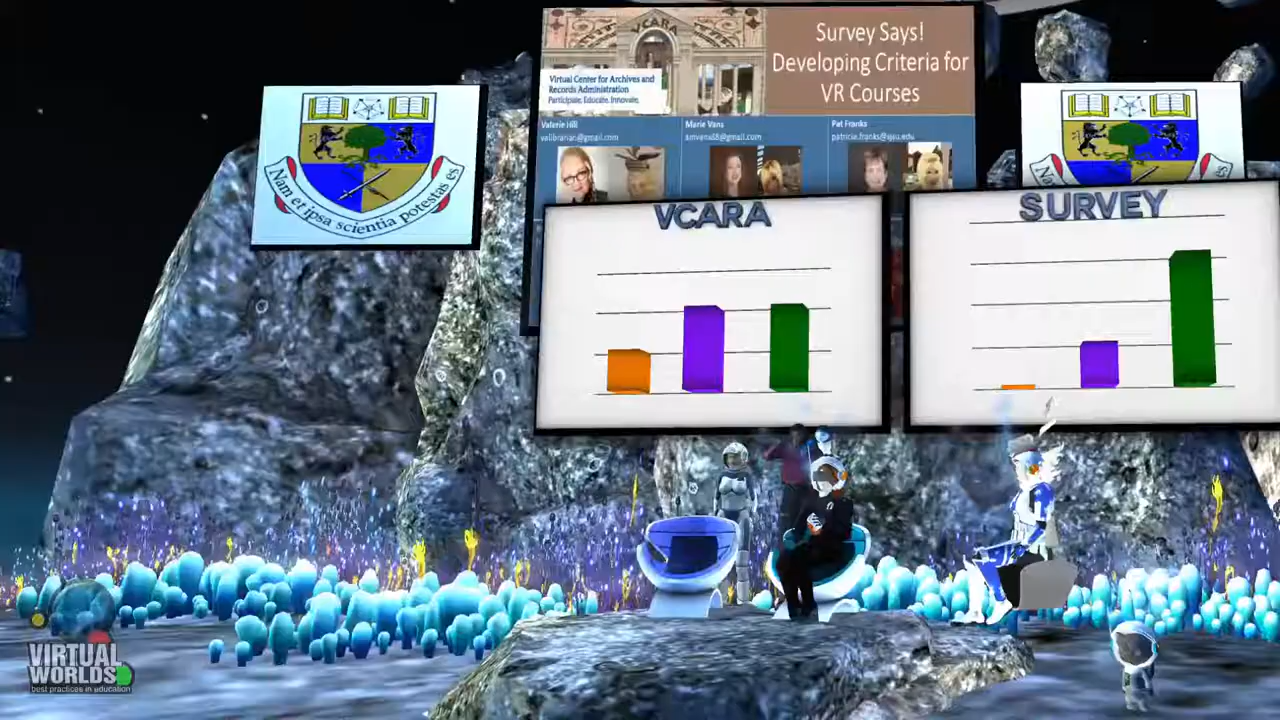 VCARA
Survey Says!
Developing Criteria for
VR Courses
Virtual Center for Archives and
Records Administration
Participate, Educate, Innovate.
Valerie Hill
valibrarian@gmail.com
Marie Vans
Pat Franks
patricia.franks@sjsu.edu
Nam et ipsa scientia potestas es
VCARA
SURVEY
VIRTUAL
WORLDS
best practices in education